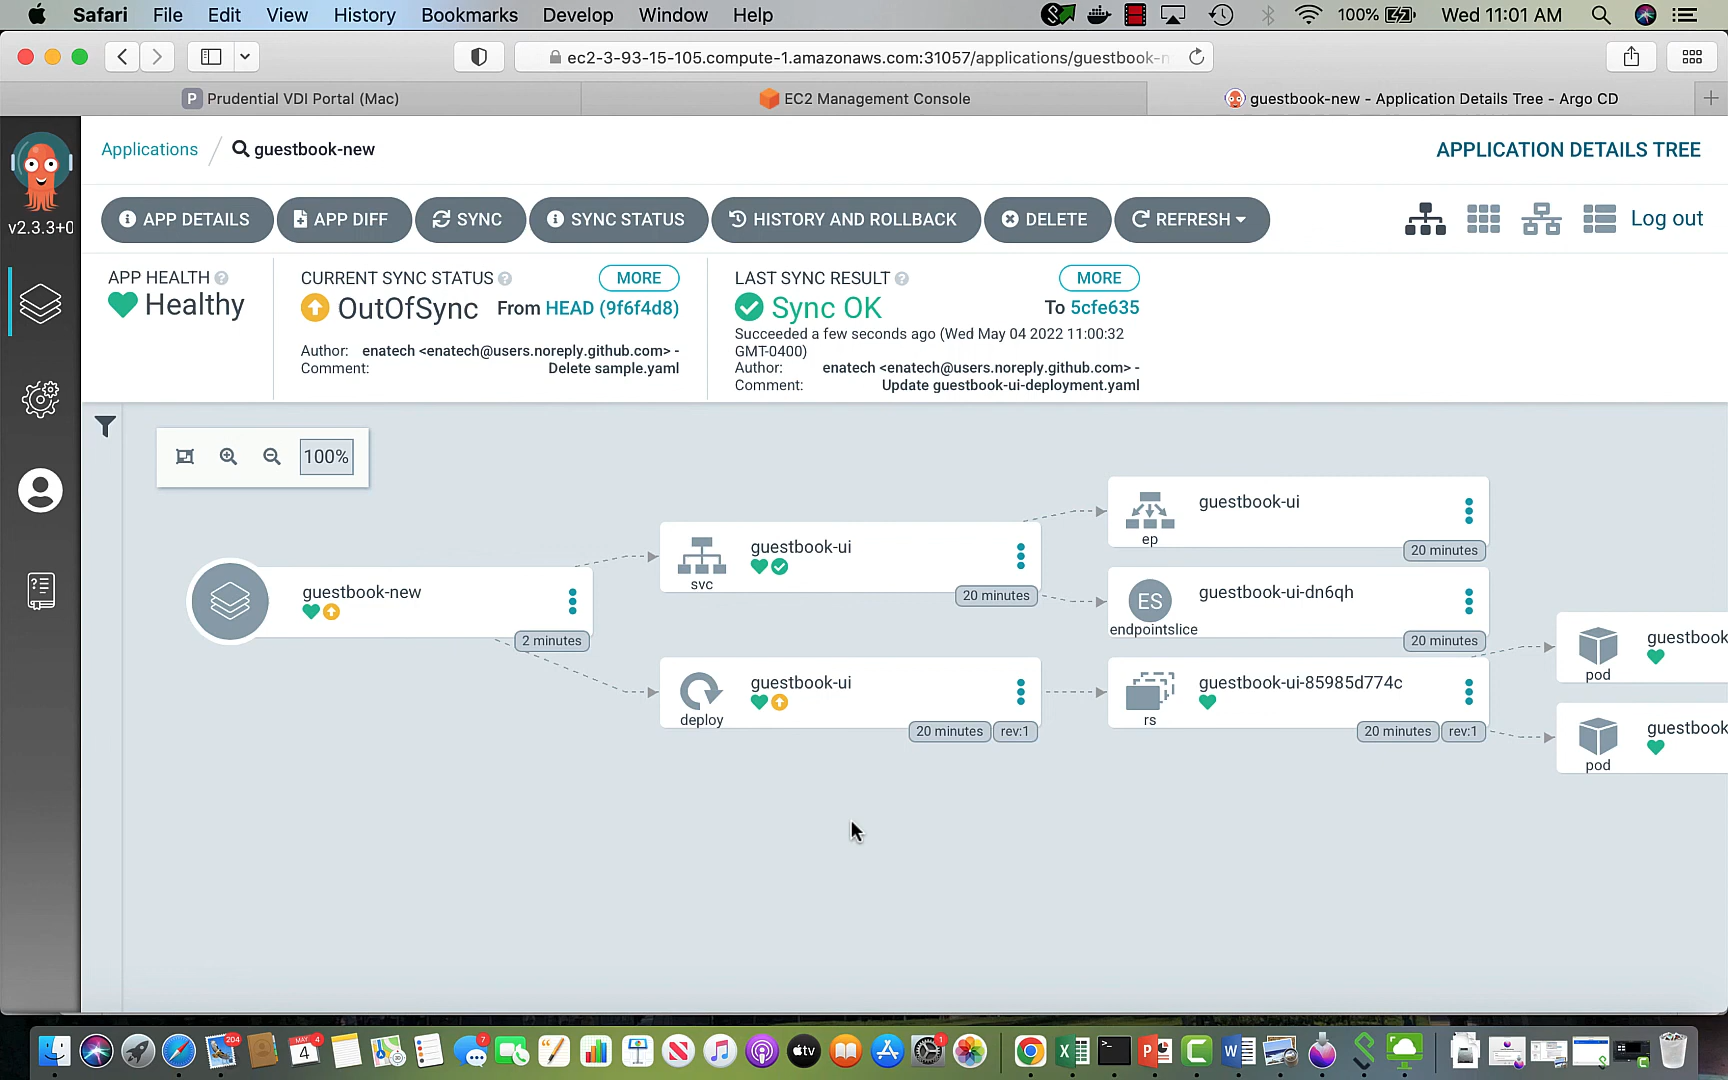 Safari File Edit View History Bookmarks Develop Window Help 100% Wed 11:01 AM
ec2-3-93-15-105.compute-1.amazonaws.com:31057/applications/guestbook-n
P Prudential VDI Portal (Mac) EC2 Management Console guestbook-new - Application Details Tree - Argo CD
Applications / guestbook-new APPLICATION DETAILS TREE
v2.3.3+0
APP DETAILS APP DIFF SYNC SYNC STATUS HISTORY AND ROLLBACK DELETE REFRESH Log out
APP HEALTH
Healthy
CURRENT SYNC STATUS MORE
OutOfSync From HEAD (9f6f4d8)
Author: enatech <enatech@users.noreply.github.com> -
Comment: Delete sample.yaml
LAST SYNC RESULT MORE
Sync OK To 5cfe635
Succeeded a few seconds ago (Wed May 04 2022 11:00:32
GMT-0400)
Author: enatech <enatech@users.noreply.github.com> -
Comment: Update guestbook-ui-deployment.yaml
100%
guestbook-new
2 minutes
guestbook-ui
svc
20 minutes
guestbook-ui
deploy
20 minutes rev:1
guestbook-ui
ep
20 minutes
ES guestbook-ui-dn6qh
endpointslice
20 minutes
guestbook-ui-85985d774c
rs
20 minutes rev:1
guestbook
pod
guestbook
pod
204
MAY 4
4
7
tv
1